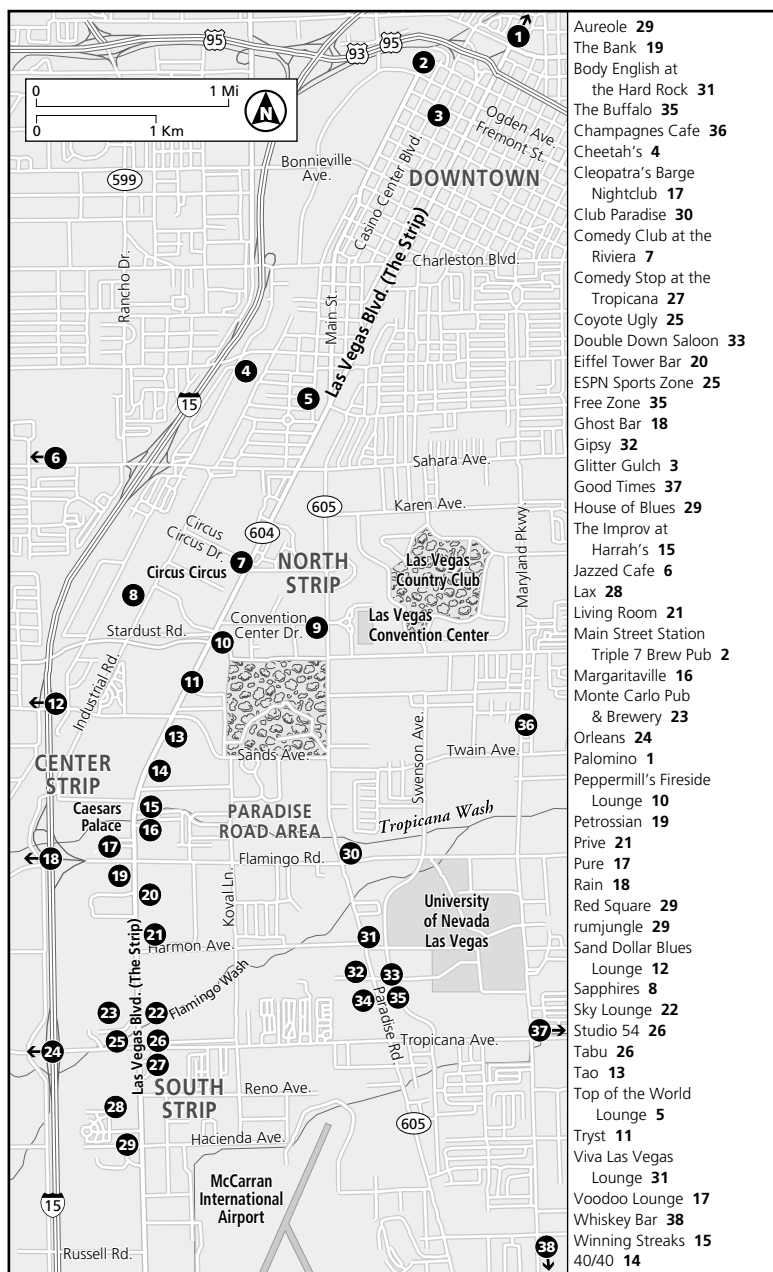 95
93
95
1
2
0 1 Mi
0 1 Km
N
3
Ogden Ave.
Fremont St.
Casino Center Blvd.
Bonnieville
Ave.
599
DOWNTOWN
Rancho Dr.
Main St.
Las Vegas Blvd. (The Strip)
Charleston Blvd.
4
5
15
6
Sahara Ave.
605
Karen Ave.
Maryland Pkwy.
Circus
Circus Dr.
604
7
Circus Circus
NORTH
STRIP
Las Vegas
Country Club
8
Convention
Center Dr.
9
Las Vegas
Convention Center
Stardust Rd.
10
Industrial Rd.
11
12
13
36
Swenson Ave.
Twain Ave.
Sands Ave.
CENTER
STRIP
14
15
Caesars
Palace
16
PARADISE
ROAD AREA
Tropicana Wash
17
18
30
Flamingo Rd.
19
Koval Ln.
20
University
of Nevada
Las Vegas
21
31
Harmon Ave.
Las Vegas Blvd. (The Strip)
Flamingo Wash
32
33
34
35
Paradise Rd.
23
22
37
24
25
26
Tropicana Ave.
27
SOUTH
STRIP
Reno Ave.
28
605
29
Hacienda Ave.
McCarran
International
Airport
15
38
Russell Rd.
Aureole 29
The Bank 19
Body English at
the Hard Rock 31
The Buffalo 35
Champagnes Cafe 36
Cheetah's 4
Cleopatra's Barge
Nightclub 17
Club Paradise 30
Comedy Club at the
Riviera 7
Comedy Stop at the
Tropicana 27
Coyote Ugly 25
Double Down Saloon 33
Eiffel Tower Bar 20
ESPN Sports Zone 25
Free Zone 35
Ghost Bar 18
Gipsy 32
Glitter Gulch 3
Good Times 37
House of Blues 29
The Improv at
Harrah's 15
Jazzed Cafe 6
Lax 28
Living Room 21
Main Street Station
Triple 7 Brew Pub 2
Margaritaville 16
Monte Carlo Pub
& Brewery 23
Orleans 24
Palomino 1
Peppermill's Fireside
Lounge 10
Petrossian 19
Prive 21
Pure 17
Rain 18
Red Square 29
rumjungle 29
Sand Dollar Blues
Lounge 12
Sapphires 8
Sky Lounge 22
Studio 54 26
Tabu 26
Tao 13
Top of the World
Lounge 5
Tryst 11
Viva Las Vegas
Lounge 31
Voodoo Lounge 17
Whiskey Bar 38
Winning Streaks 15
40/40 14